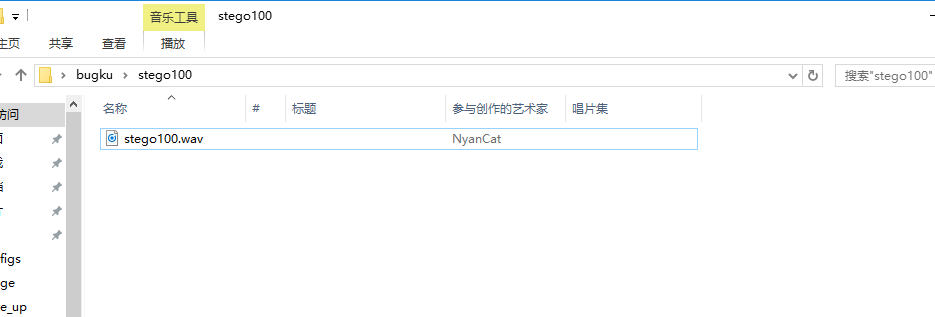 音乐工具 stego100
主页 共享 查看 播放
bugku stego100 搜索"stego100"
访问
名称 # 标题 参与创作的艺术家 唱片集
stego100.wav NyanCat
figs
ge
e_up